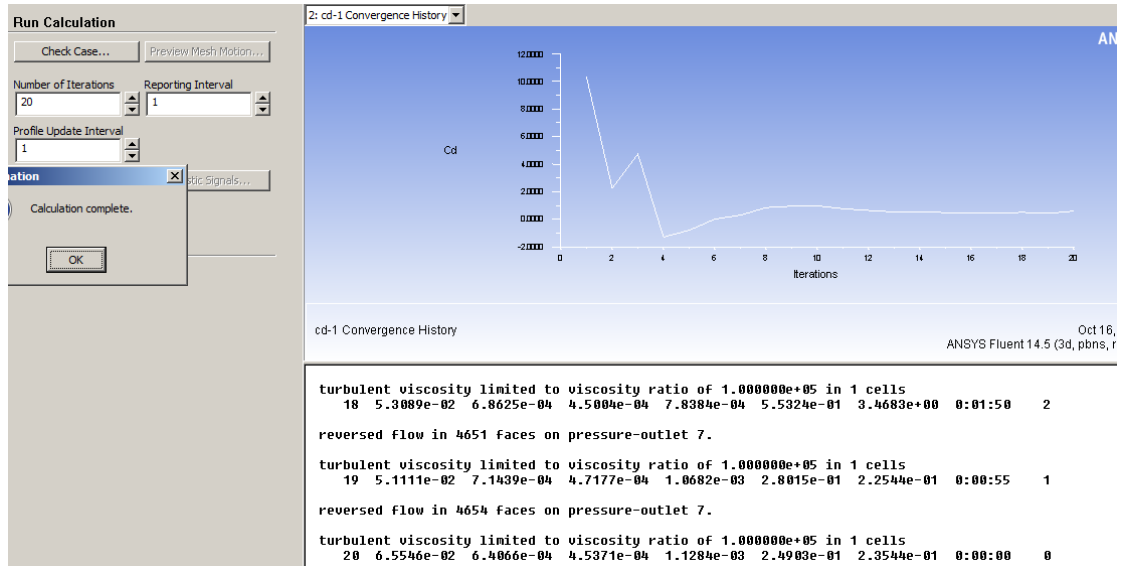 Run Calculation
Check Case... Preview Mesh Motion...
Number of Iterations Reporting Interval
20 1
Profile Update Interval
1
ation
stic Signals...
Calculation complete.
OK
2: cd-1 Convergence History
AN
12.0000
10.0000
8.0000
6.0000
Cd
4.0000
2.0000
0.0000
-2.0000
0 2 4 6 8 10 12 14 16 18 20
Iterations
cd-1 Convergence History
Oct 16,
ANSYS Fluent 14.5 (3d, pbns, r
turbulent viscosity limited to viscosity ratio of 1.000000e+05 in 1 cells
18 5.3089e-02 6.8625e-04 4.5004e-04 7.8384e-04 5.5324e-01 3.4683e+00 0:01:50 2
reversed flow in 4651 faces on pressure-outlet 7.
turbulent viscosity limited to viscosity ratio of 1.000000e+05 in 1 cells
19 5.1111e-02 7.1439e-04 4.7177e-04 1.0682e-03 2.8015e-01 2.2544e-01 0:00:55 1
reversed flow in 4654 faces on pressure-outlet 7.
turbulent viscosity limited to viscosity ratio of 1.000000e+05 in 1 cells
20 6.5546e-02 6.4066e-04 4.5371e-04 1.1284e-03 2.4903e-01 2.3544e-01 0:00:00 0